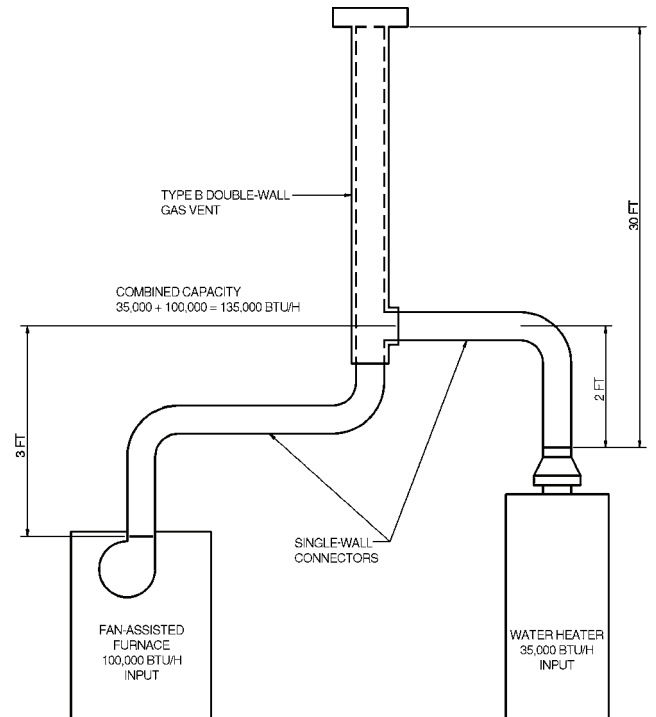 TYPE B DOUBLE-WALL
GAS VENT
30 FT
COMBINED CAPACITY
35,000 + 100,000 = 135,000 BTU/H
2 FT
3 FT
SINGLE-WALL
CONNECTORS
FAN-ASSISTED
FURNACE
100,000 BTU/H
INPUT
WATER HEATER
35,000 BTU/H
INPUT